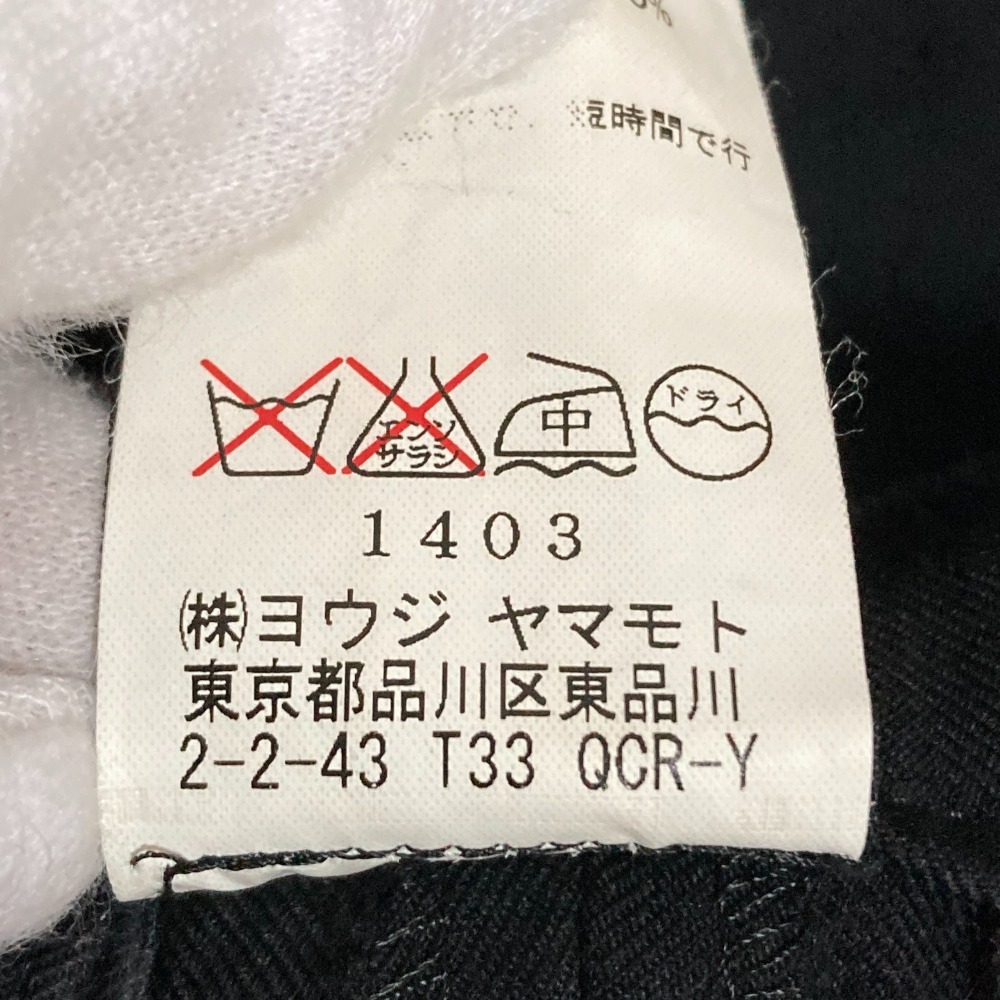 %
短時間で行
エンソ
サラシ
中
ドライ
1403
㈱ヨウジ ヤマモト
東京都品川区東品川
2-2-43 T33 QCR-Y